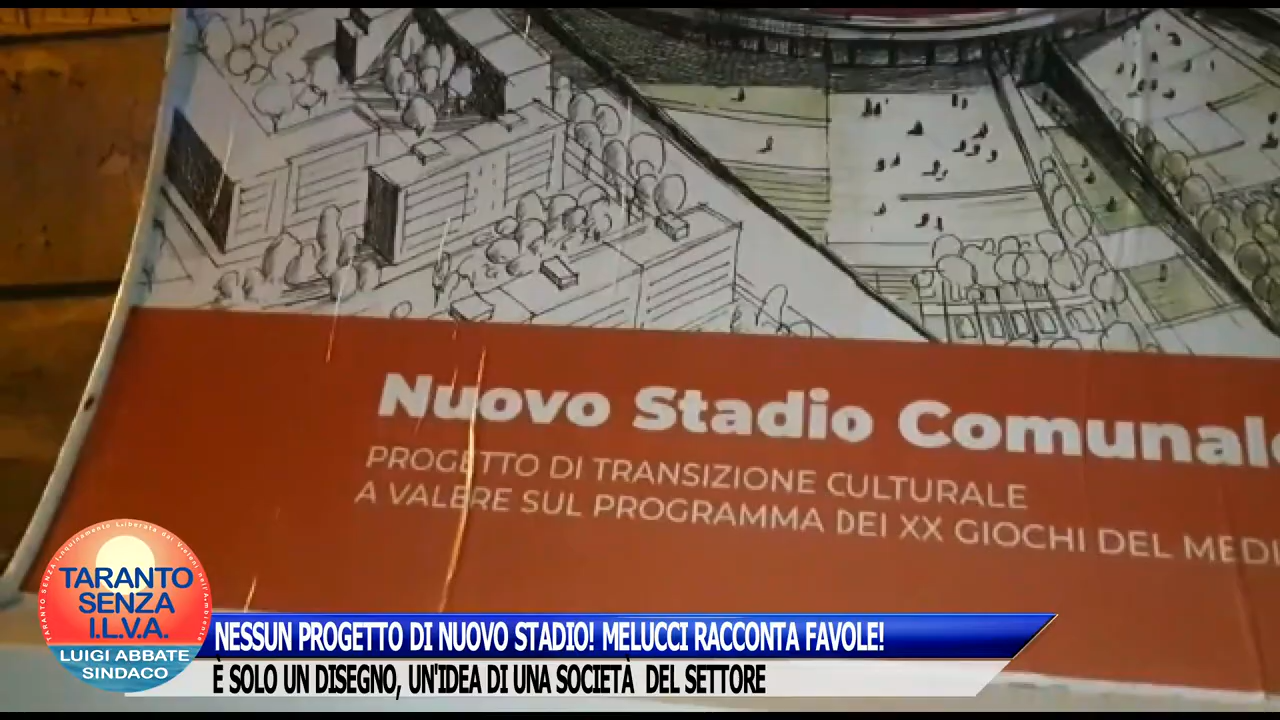 Nuovo Stadio Comunale
PROGETTO DI TRANSIZIONE CULTURALE
A VALERE SUL PROGRAMMA DEI XX GIOCHI DEL MEDI
TARANTO
SENZA
I.L.V.A.
LUIGI ABBATE
SINDACO
NESSUN PROGETTO DI NUOVO STADIO! MELUCCI RACCONTA FAVOLE!
È SOLO UN DISEGNO, UN'IDEA DI UNA SOCIETÀ DEL SETTORE